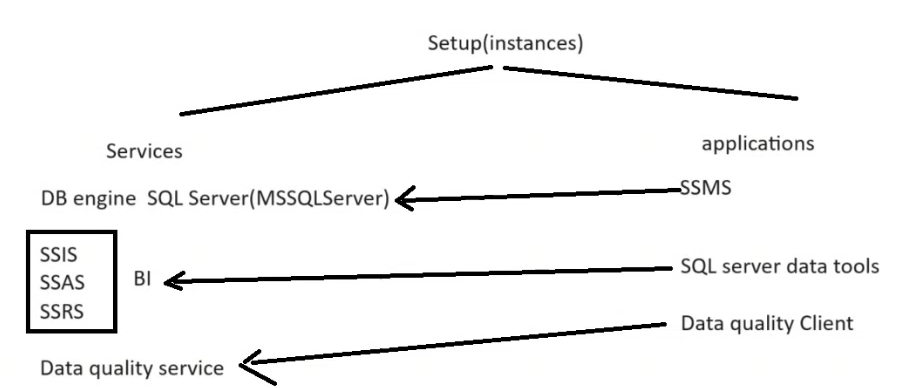 Setup(instances)
Services
applications
DB engine SQL Server(MSSQLServer)
SSMS
SSIS
SSAS
SSRS
BI
SQL server data tools
Data quality Client
Data quality service